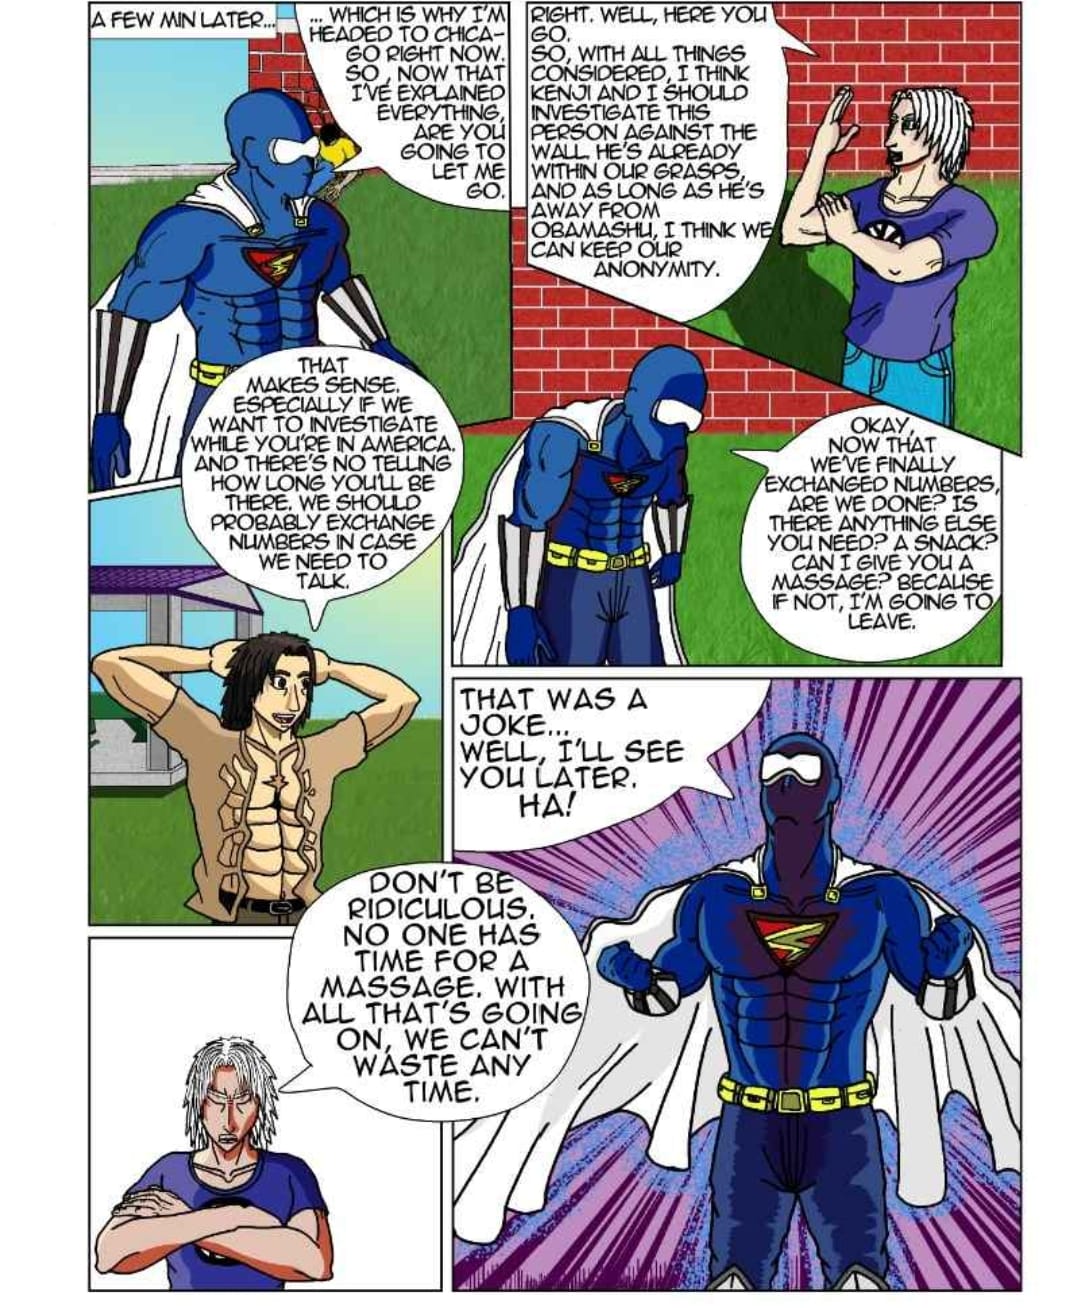 A FEW MIN LATER...
... WHICH IS WHY I'M
HEADED TO CHICA-
GO RIGHT NOW.
SO , NOW THAT
I'VE EXPLAINED
EVERYTHING,
ARE YOU
GOING TO
LET ME
GO.
RIGHT. WELL, HERE YOU
GO.
SO, WITH ALL THINGS
CONSIDERED, I THINK
KENJI AND I SHOULD
INVESTIGATE THIS
PERSON AGAINST THE
WALL. HE'S ALREADY
WITHIN OUR GRASPS,
AND AS LONG AS HE'S
AWAY FROM
OBAMASHU, I THINK WE
CAN KEEP OUR
ANONYMITY.
THAT
MAKES SENSE.
ESPECIALLY IF WE
WANT TO INVESTIGATE
WHILE YOU'RE IN AMERICA.
AND THERE'S NO TELLING
HOW LONG YOU'LL BE
THERE. WE SHOULD
PROBABLY EXCHANGE
NUMBERS IN CASE
WE NEED TO
TALK.
OKAY,
NOW THAT
WE'VE FINALLY
EXCHANGED NUMBERS,
ARE WE DONE? IS
THERE ANYTHING ELSE
YOU NEED? A SNACK?
CAN I GIVE YOU A
MASSAGE? BECAUSE
IF NOT, I'M GOING TO
LEAVE.
DON'T BE
RIDICULOUS.
NO ONE HAS
TIME FOR A
MASSAGE. WITH
ALL THAT'S GOING
ON, WE CAN'T
WASTE ANY
TIME.
THAT WAS A
JOKE...
WELL, I'LL SEE
YOU LATER.
HA!